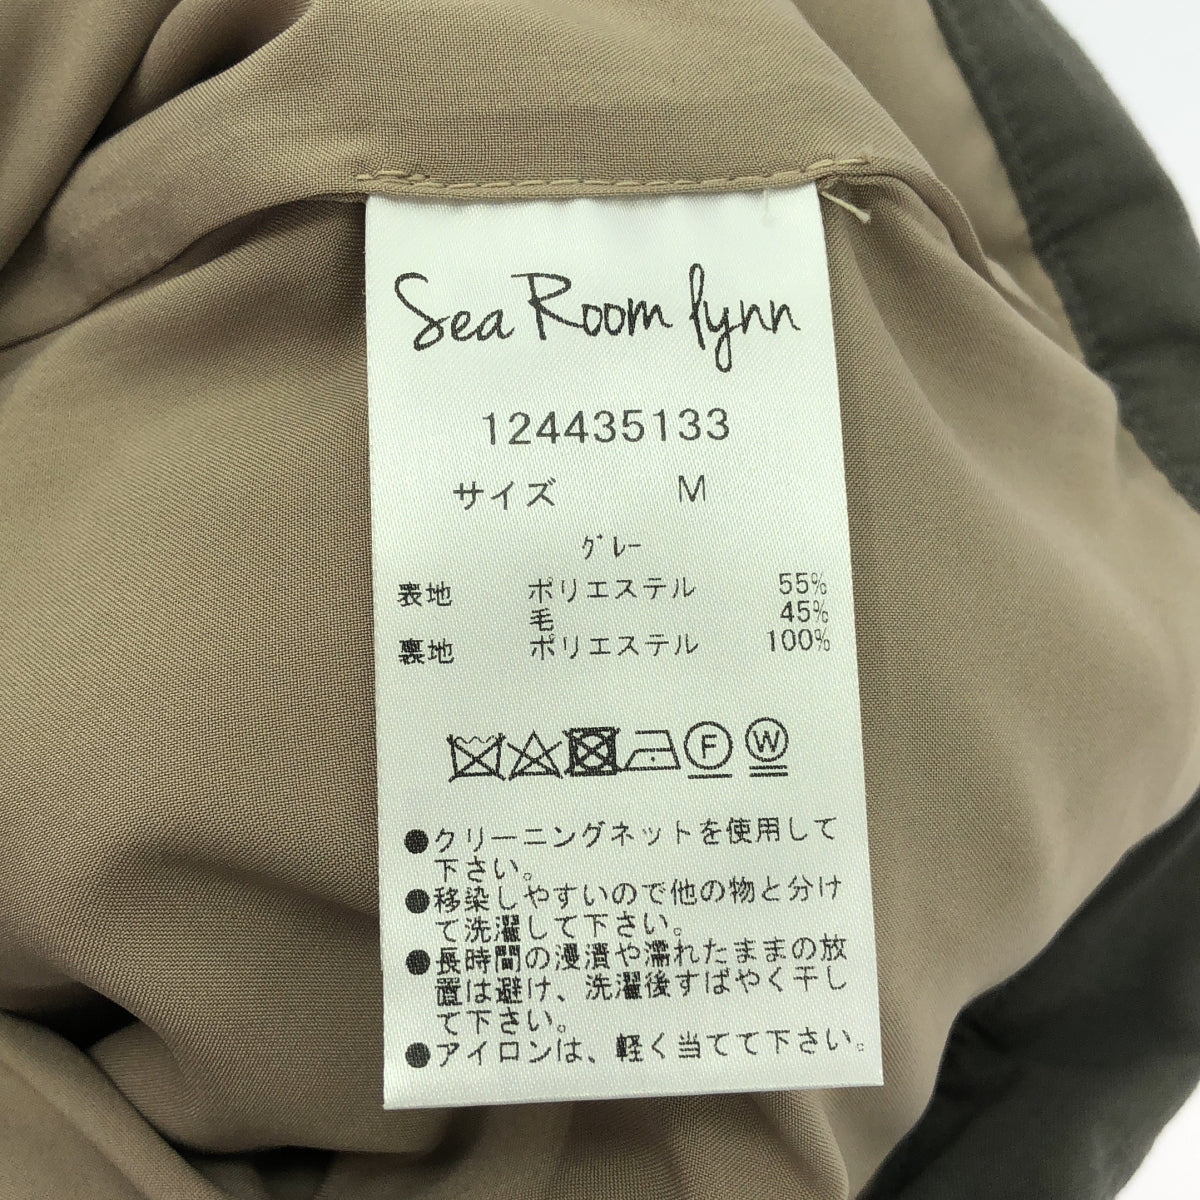 Sea Room lynn
124435133
サイズ M
グレー
表地 ポリエステル 55%
毛 45%
裏地 ポリエステル 100%
F W
●クリーニングネットを使用して
下さい。
●移染しやすいので他の物と分け
て洗濯して下さい。
●長時間の浸漬や濡れたままの放
置は避け、洗濯後すばやく干し
て下さい。
●アイロンは、軽く当てて下さい。